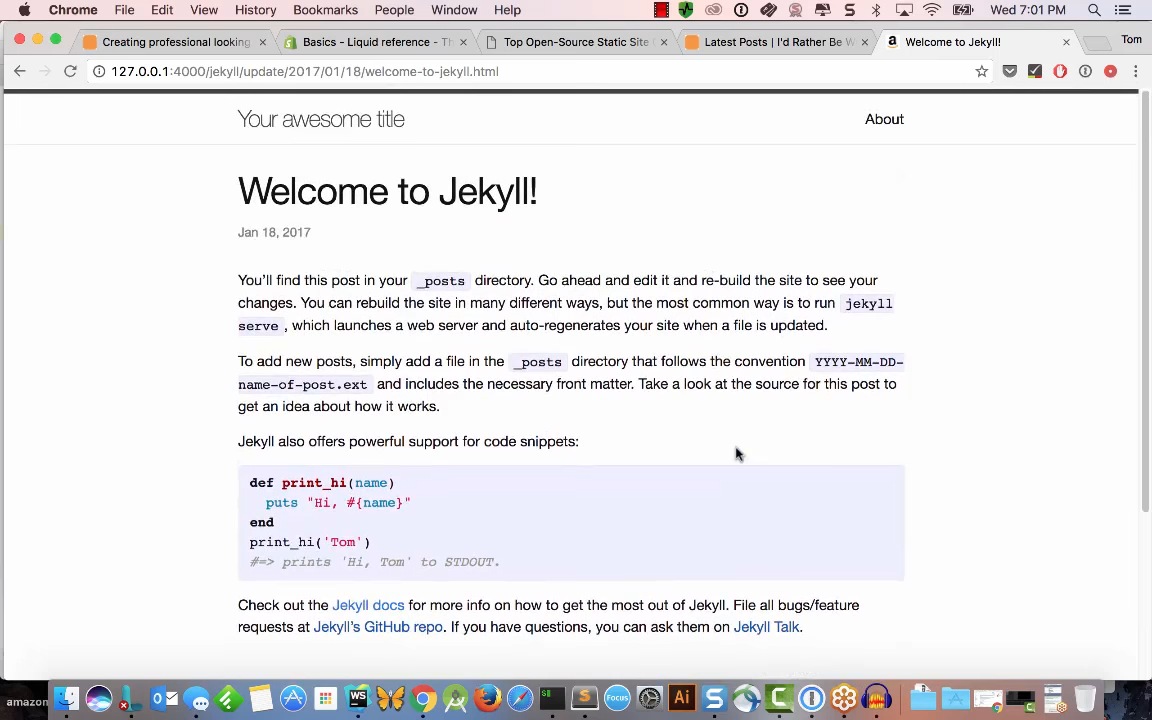 Chrome File Edit View History Bookmarks People Window Help Wed 7:01 PM
Creating professional looking Basics - Liquid reference - Th Top Open-Source Static Site Latest Posts | I'd Rather Be W Welcome to Jekyll! Tom
127.0.0.1:4000/jekyll/update/2017/01/18/welcome-to-jekyll.html
Your awesome title About
Welcome to Jekyll!
Jan 18, 2017
You'll find this post in your _posts directory. Go ahead and edit it and re-build the site to see your
changes. You can rebuild the site in many different ways, but the most common way is to run jekyll
serve , which launches a web server and auto-regenerates your site when a file is updated.
To add new posts, simply add a file in the _posts directory that follows the convention YYYY-MM-DD-
name-of-post.ext and includes the necessary front matter. Take a look at the source for this post to
get an idea about how it works.
Jekyll also offers powerful support for code snippets:
def print_hi(name)
puts "Hi, #{name}"
end
print_hi('Tom')
#=> prints 'Hi, Tom' to STDOUT.
Check out the Jekyll docs for more info on how to get the most out of Jekyll. File all bugs/feature
requests at Jekyll's GitHub repo. If you have questions, you can ask them on Jekyll Talk.
amazon
WS
FOCUS
Ai